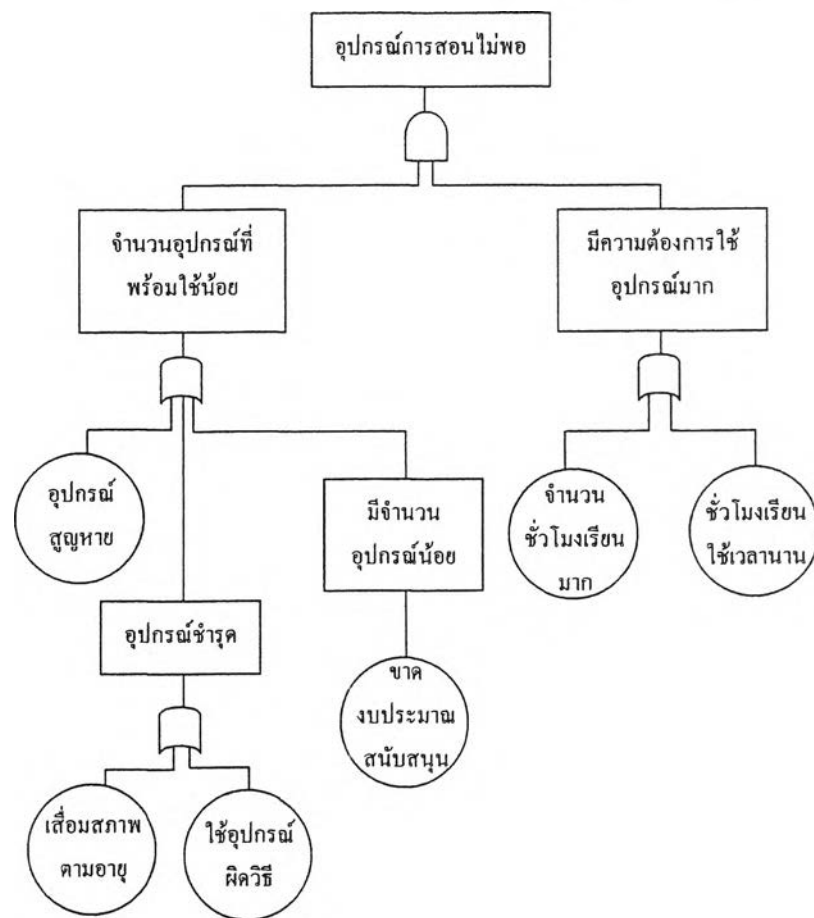 อุปกรณ์การสอนไม่พอ
จำนวนอุปกรณ์ที่
พร้อมใช้น้อย
มีความต้องการใช้
อุปกรณ์มาก
อุปกรณ์
สูญหาย
มีจำนวน
อุปกรณ์น้อย
จำนวน
ชั่วโมงเรียน
มาก
ชั่วโมงเรียน
ใช้เวลานาน
อุปกรณ์ชำรุด
ขาด
งบประมาณ
สนับสนุน
เสื่อมสภาพ
ตามอายุ
ใช้อุปกรณ์
ผิดวิธี